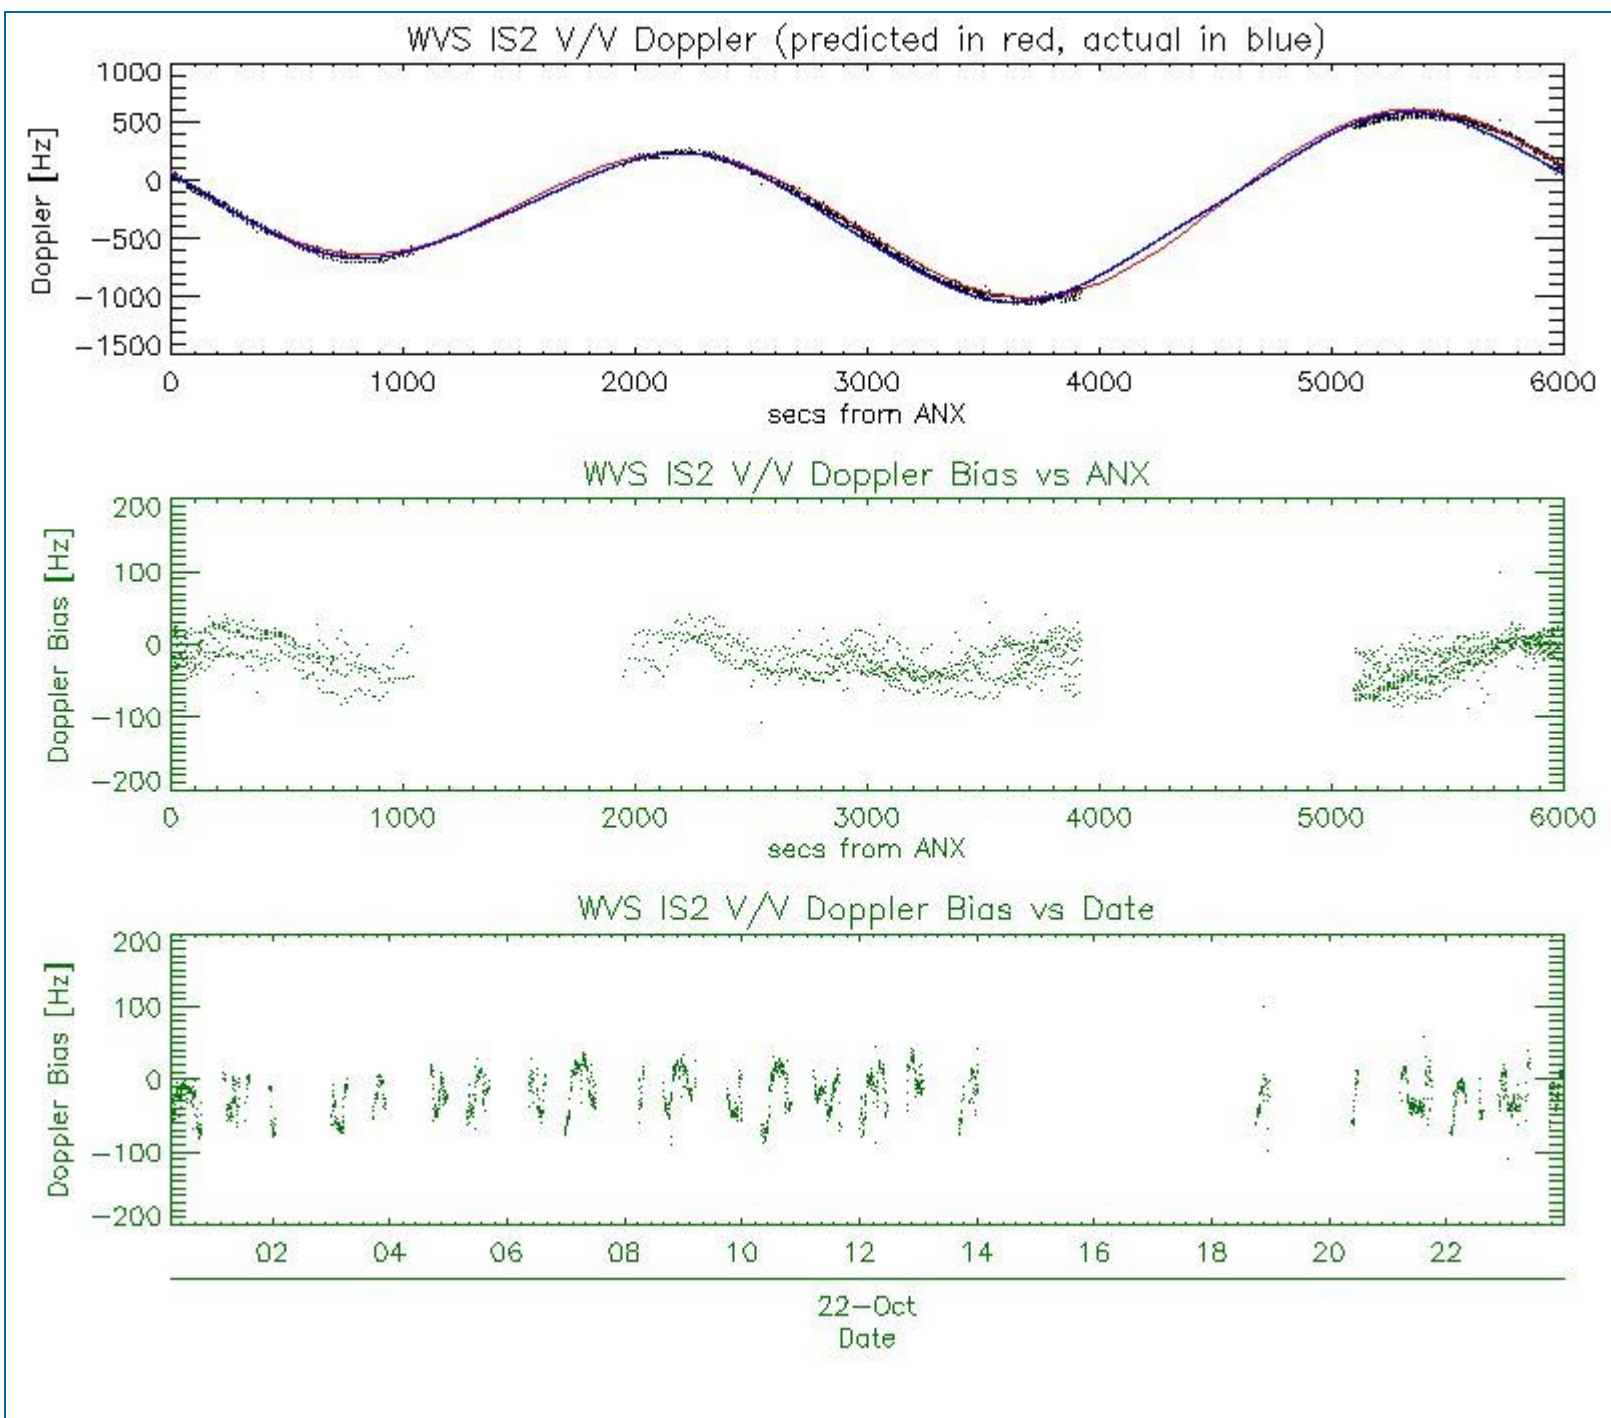 WVS IS2 V/V Doppler (predicted in red, actual in blue)
1000
500
0
−500
−1000
−1500
Doppler [Hz]
0 1000 2000 3000 4000 5000 6000
secs from ANX
WVS IS2 V/V Doppler Bias vs ANX
200
100
0
−100
−200
Doppler Bias [Hz]
0 1000 2000 3000 4000 5000 6000
secs from ANX
WVS IS2 V/V Doppler Bias vs Date
200
100
0
−100
−200
Doppler Bias [Hz]
02 04 06 08 10 12 14 16 18 20 22
22−Oct
Date